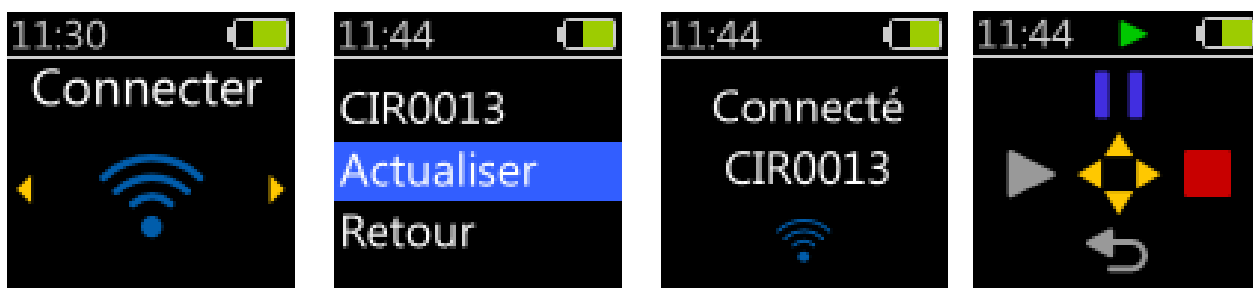 11:30
Connecter
11:44
CIR0013
Actualiser
Retour
11:44
Connecté
CIR0013
11:44